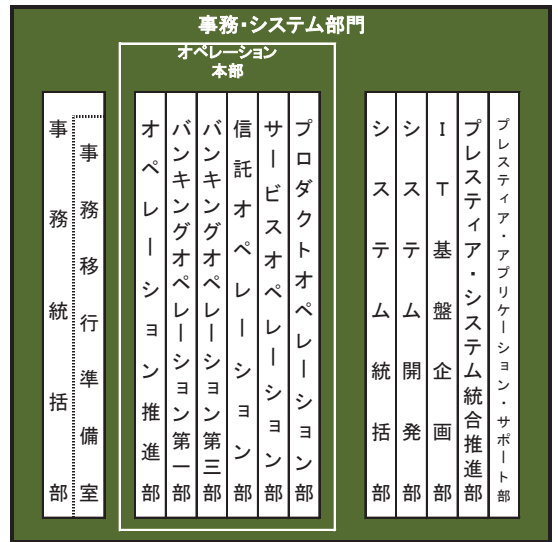 事務・システム部門
オペレーション
本部
事務統括部
事務移行準備室
オペレーション推進部
バンキングオペレーション第一部
バンキングオペレーション第三部
信託オペレーション部
サービスオペレーション部
プロダクトオペレーション部
システム統括部
システム開発部
IT基盤企画部
プレスティア・システム統合推進部
プレスティア・アプリケーション・サポート部